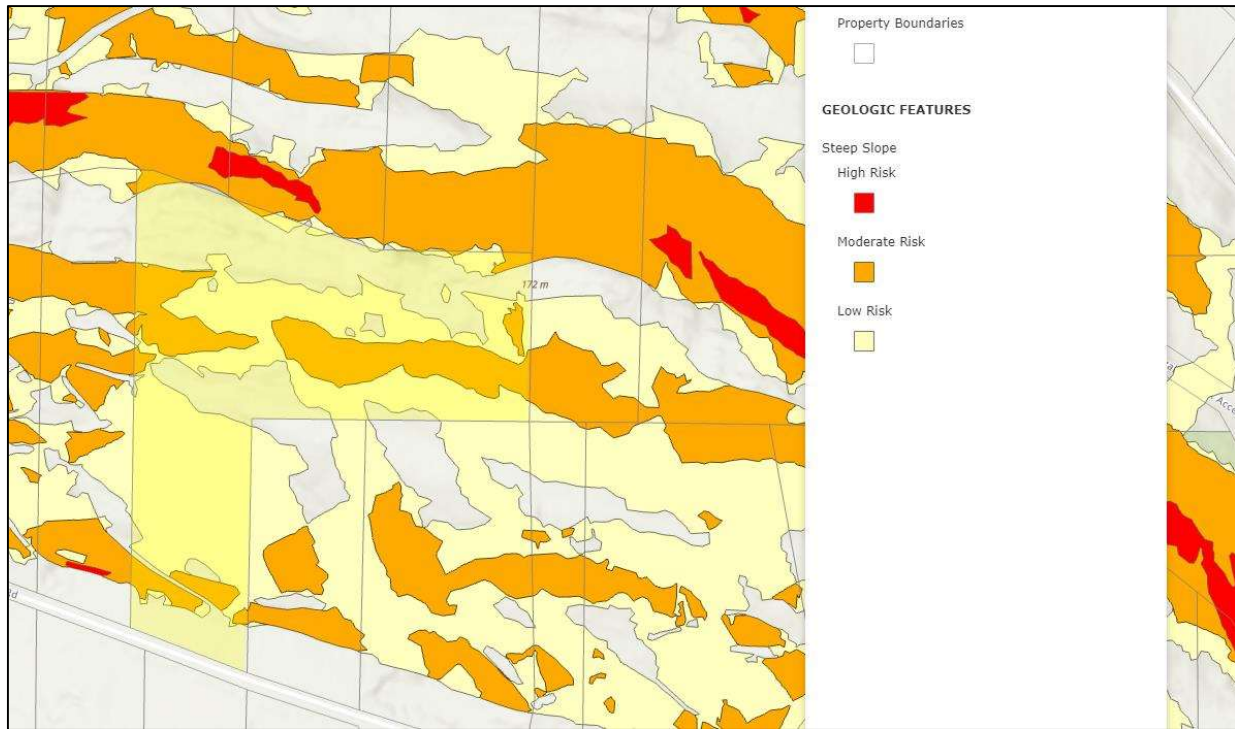 Property Boundaries
GEOLOGIC FEATURES
Steep Slope
High Risk
Moderate Risk
172 m
Low Risk